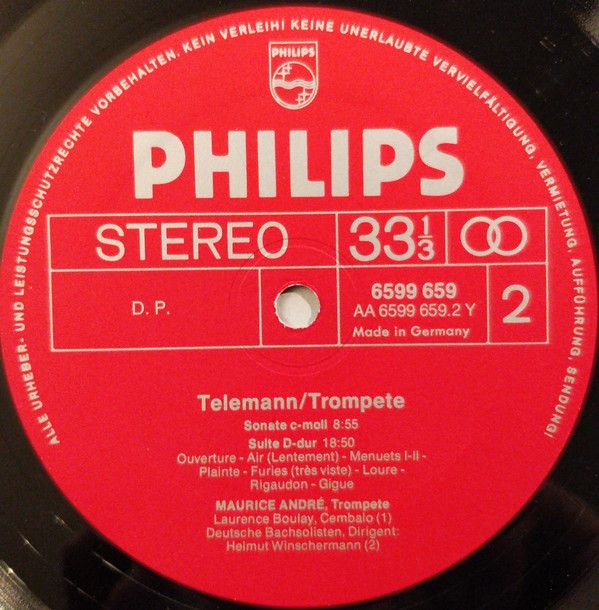 ALLE URHEBER- UND LEISTUNGSSCHUTZRECHTE VORBEHALTEN. KEIN VERLEIH! KEINE UNERLAUBTE VERVIELFÄLTIGUNG, VERMIETUNG, AUFFÜHRUNG, SENDUNG!
PHILIPS
PHILIPS
STEREO 33 1/3
D. P.
6599 659
AA 6599 659.2 Y
Made in Germany
2
Telemann/Trompete
Sonate c-moll 8:55
Suite D-dur 18:50
Ouverture - Air (Lentement) - Menuets I-II -
Plainte - Furies (très viste) - Loure -
Rigaudon - Gigue
MAURICE ANDRÉ, Trompete
Laurence Boulay, Cembalo (1)
Deutsche Bachsolisten, Dirigent:
Helmut Winschermann (2)